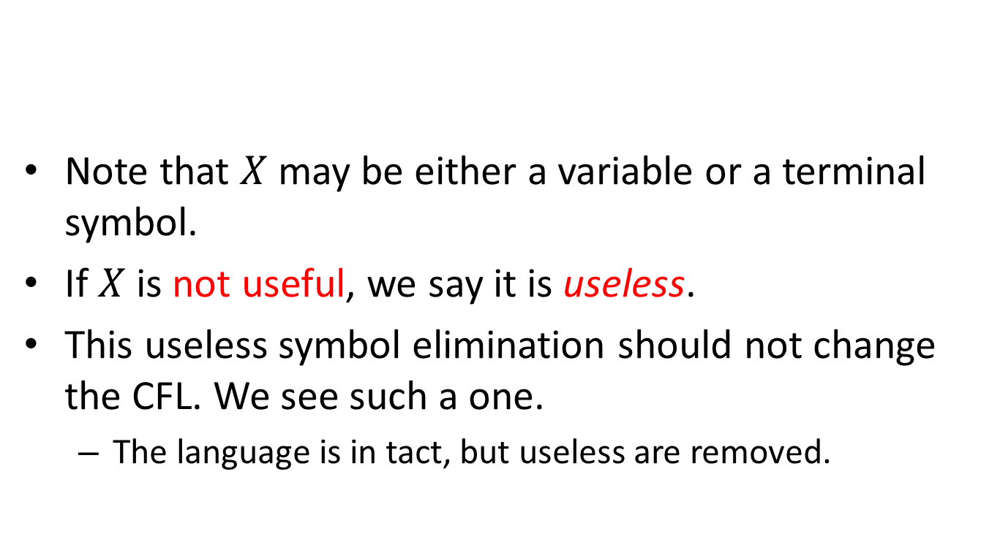 • Note that X may be either a variable or a terminal
symbol.
• If X is not useful, we say it is useless.
• This useless symbol elimination should not change
the CFL. We see such a one.
– The language is in tact, but useless are removed.